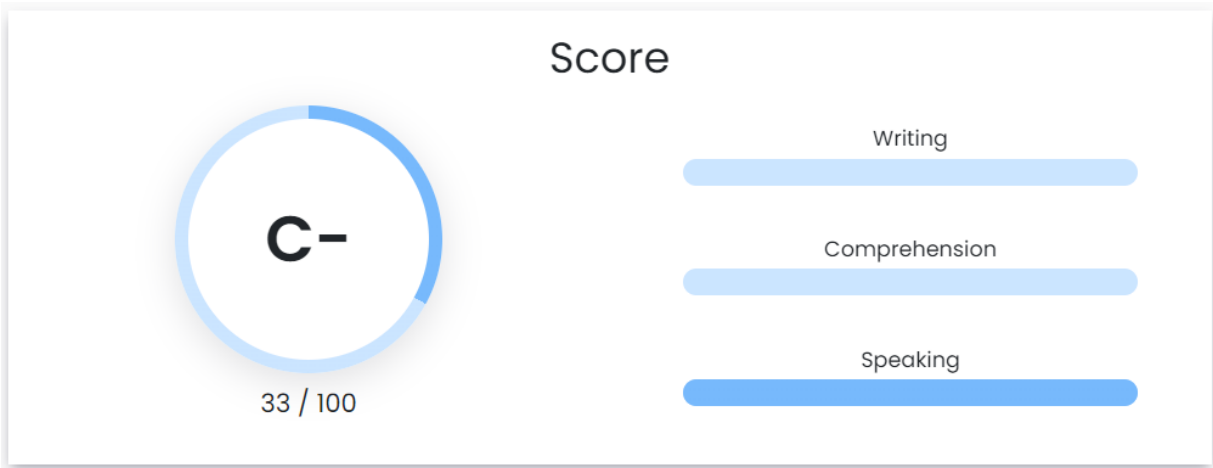 Score
C-
33 / 100
Writing
Comprehension
Speaking